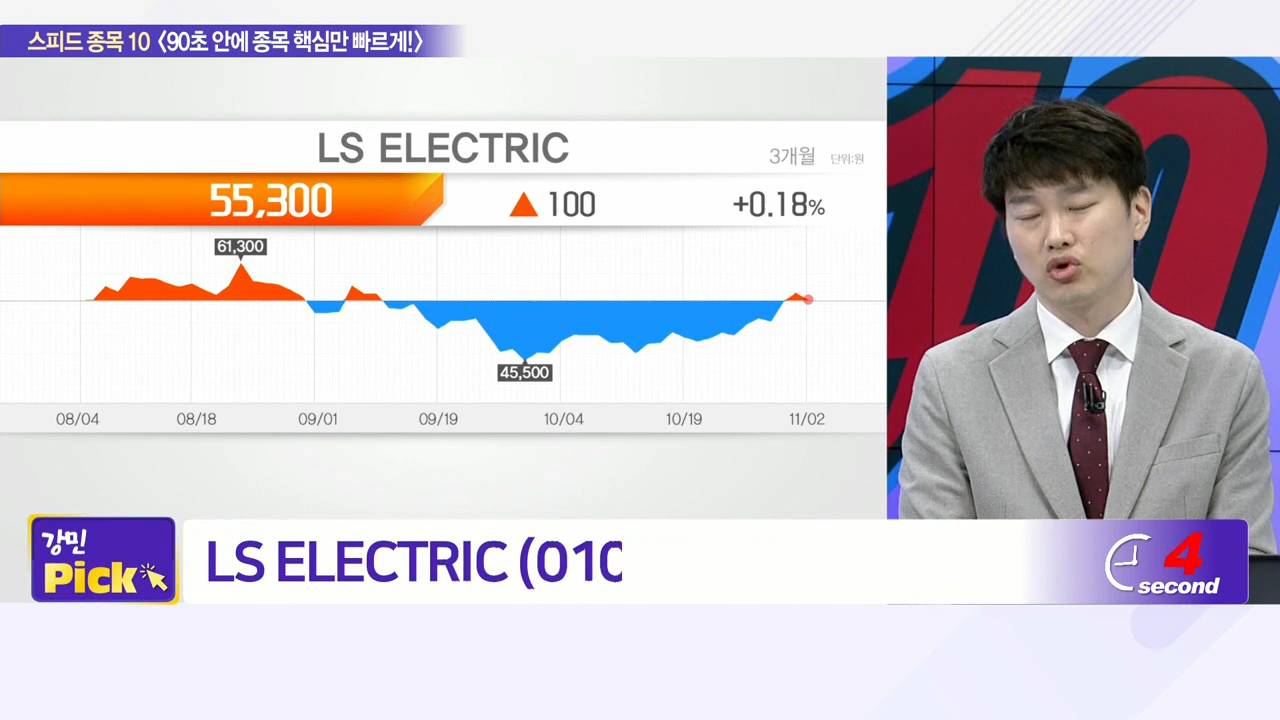 스피드 종목 10 〈90초 안에 종목 핵심만 빠르게!〉
LS ELECTRIC
3개월 단위:원
55,300 ▲ 100 +0.18%
61,300
45,500
08/04 08/18 09/01 09/19 10/04 10/19 11/02
강민
Pick
LS ELECTRIC (010
4
second